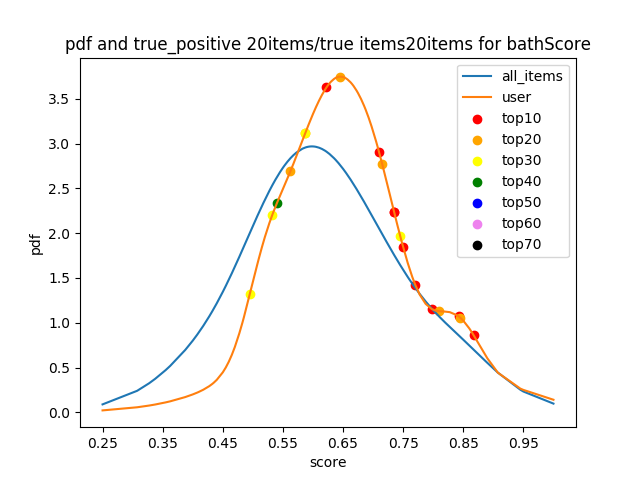 pdf and true_positive 20items/true items20items for bathScore
all_items
user
top10
top20
top30
top40
top50
top60
top70
3.5
3.0
2.5
2.0
1.5
1.0
0.5
0.0
pdf
0.25 0.35 0.45 0.55 0.65 0.75 0.85 0.95
score